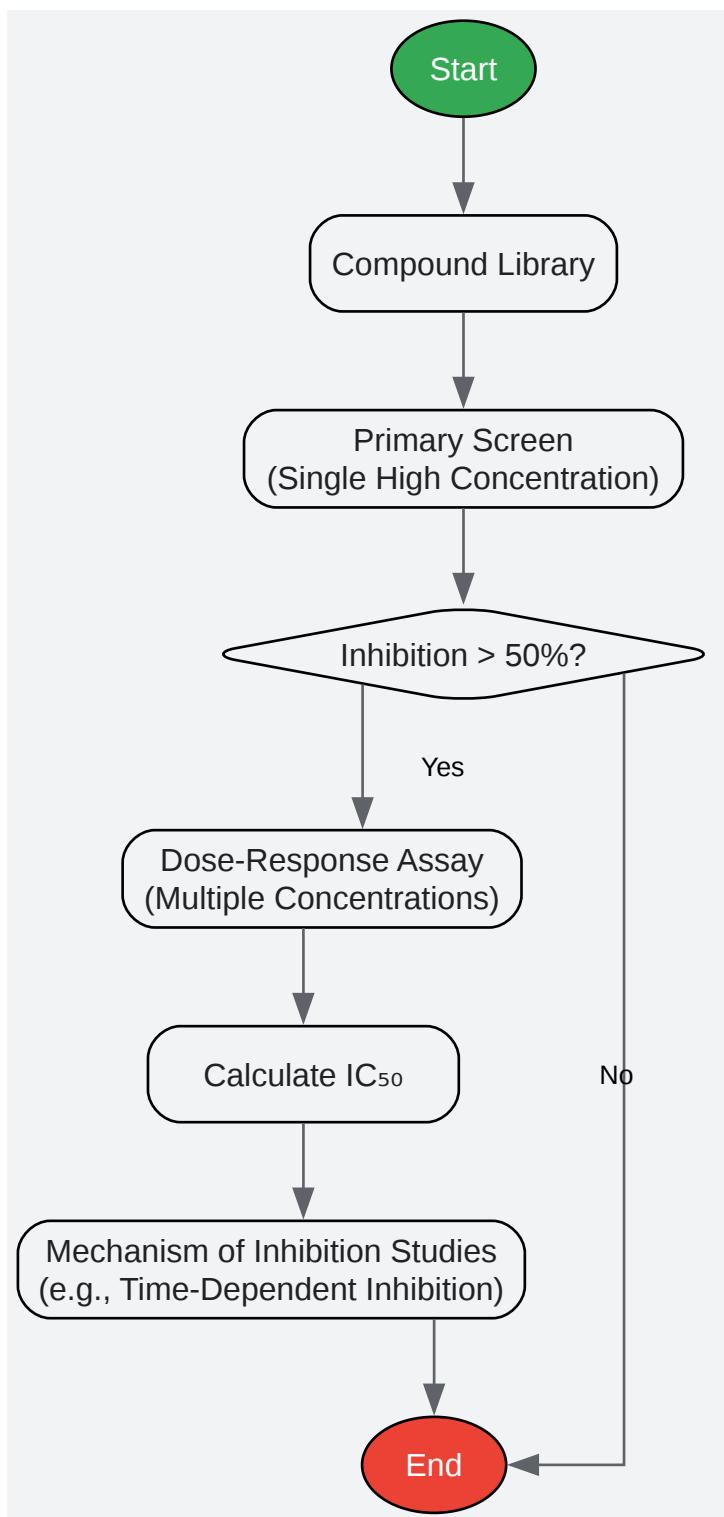 Start
Compound Library
Primary Screen
(Single High Concentration)
Inhibition > 50%?
Yes
Dose-Response Assay
(Multiple Concentrations)
Calculate IC₅₀
No
Mechanism of Inhibition Studies
(e.g., Time-Dependent Inhibition)
End